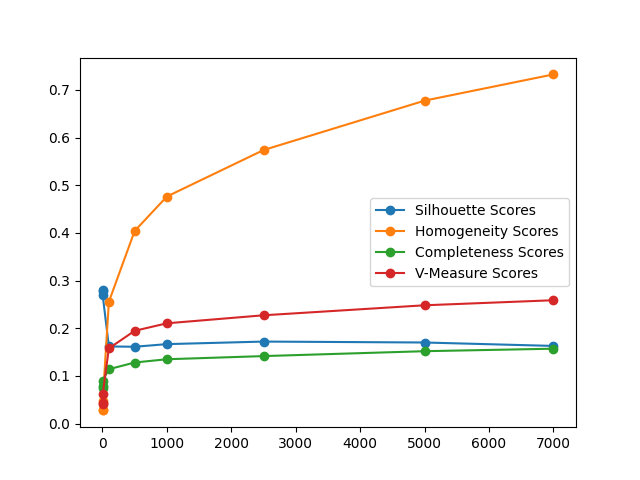 0.7
0.6
0.5
0.4
0.3
0.2
0.1
0.0
Silhouette Scores
Homogeneity Scores
Completeness Scores
V-Measure Scores
0 1000 2000 3000 4000 5000 6000 7000